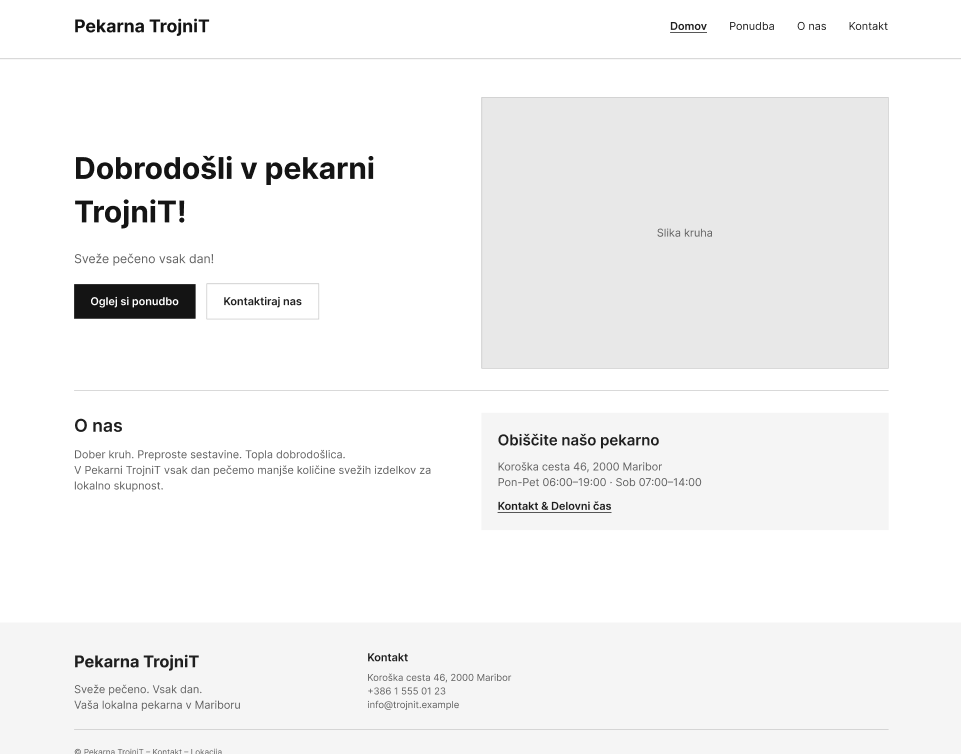 Pekarna TrojniT
Domov Ponudba O nas Kontakt
Dobrodošli v pekarni
TrojniT!
Sveže pečeno vsak dan!
Oglej si ponudbo Kontaktiraj nas
Slika kruha
O nas
Dober kruh. Preproste sestavine. Topla dobrodošlica.
V Pekarni TrojniT vsak dan pečemo manjše količine svežih izdelkov za
lokalno skupnost.
Obiščite našo pekarno
Koroška cesta 46, 2000 Maribor
Pon-Pet 06:00–19:00 · Sob 07:00–14:00
Kontakt & Delovni čas
Pekarna TrojniT
Sveže pečeno. Vsak dan.
Vaša lokalna pekarna v Mariboru
Kontakt
Koroška cesta 46, 2000 Maribor
+386 1 555 01 23
info@trojnit.example
© Pekarna TrojniT – Kontakt – Lokacija